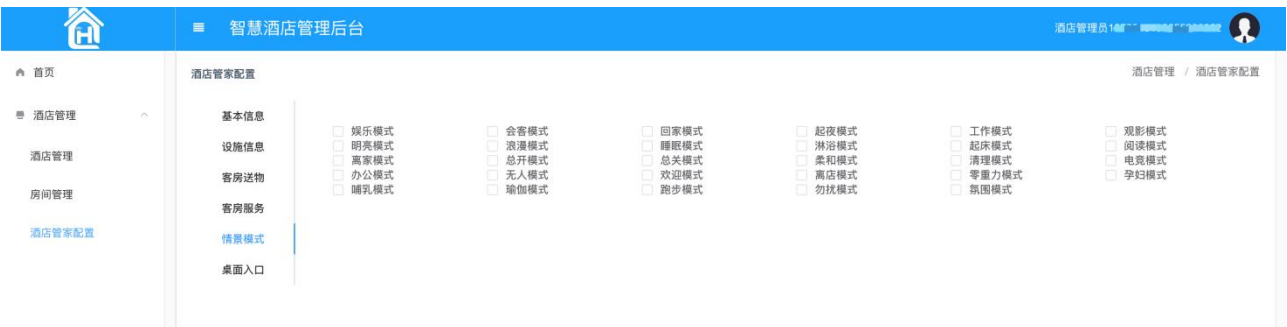 智慧酒店管理后台
酒店管理员
首页
酒店管理
酒店管理
房间管理
酒店管家配置
酒店管家配置
酒店管理 / 酒店管家配置
基本信息
设施信息
客房送物
客房服务
情景模式
桌面入口
娱乐模式 会客模式 回家模式 起夜模式 工作模式 观影模式
明亮模式 浪漫模式 睡眠模式 淋浴模式 起床模式 阅读模式
离家模式 总开模式 总关模式 柔和模式 清理模式 电竞模式
办公模式 无人模式 欢迎模式 离店模式 零重力模式 孕妇模式
哺乳模式 瑜伽模式 跑步模式 勿扰模式 氛围模式